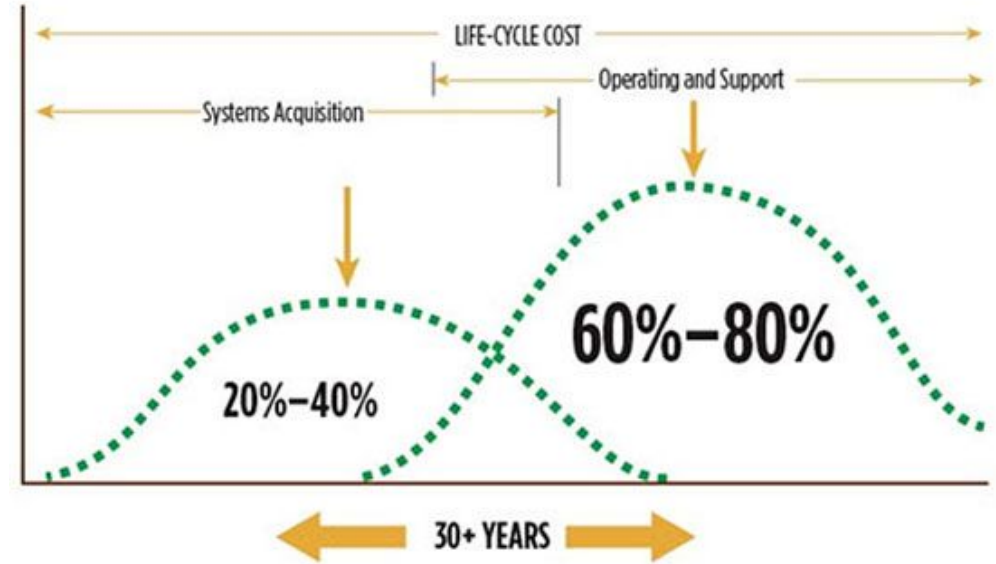 LIFE-CYCLE COST
Operating and Support
Systems Acquisition
60%–80%
20%–40%
30+ YEARS